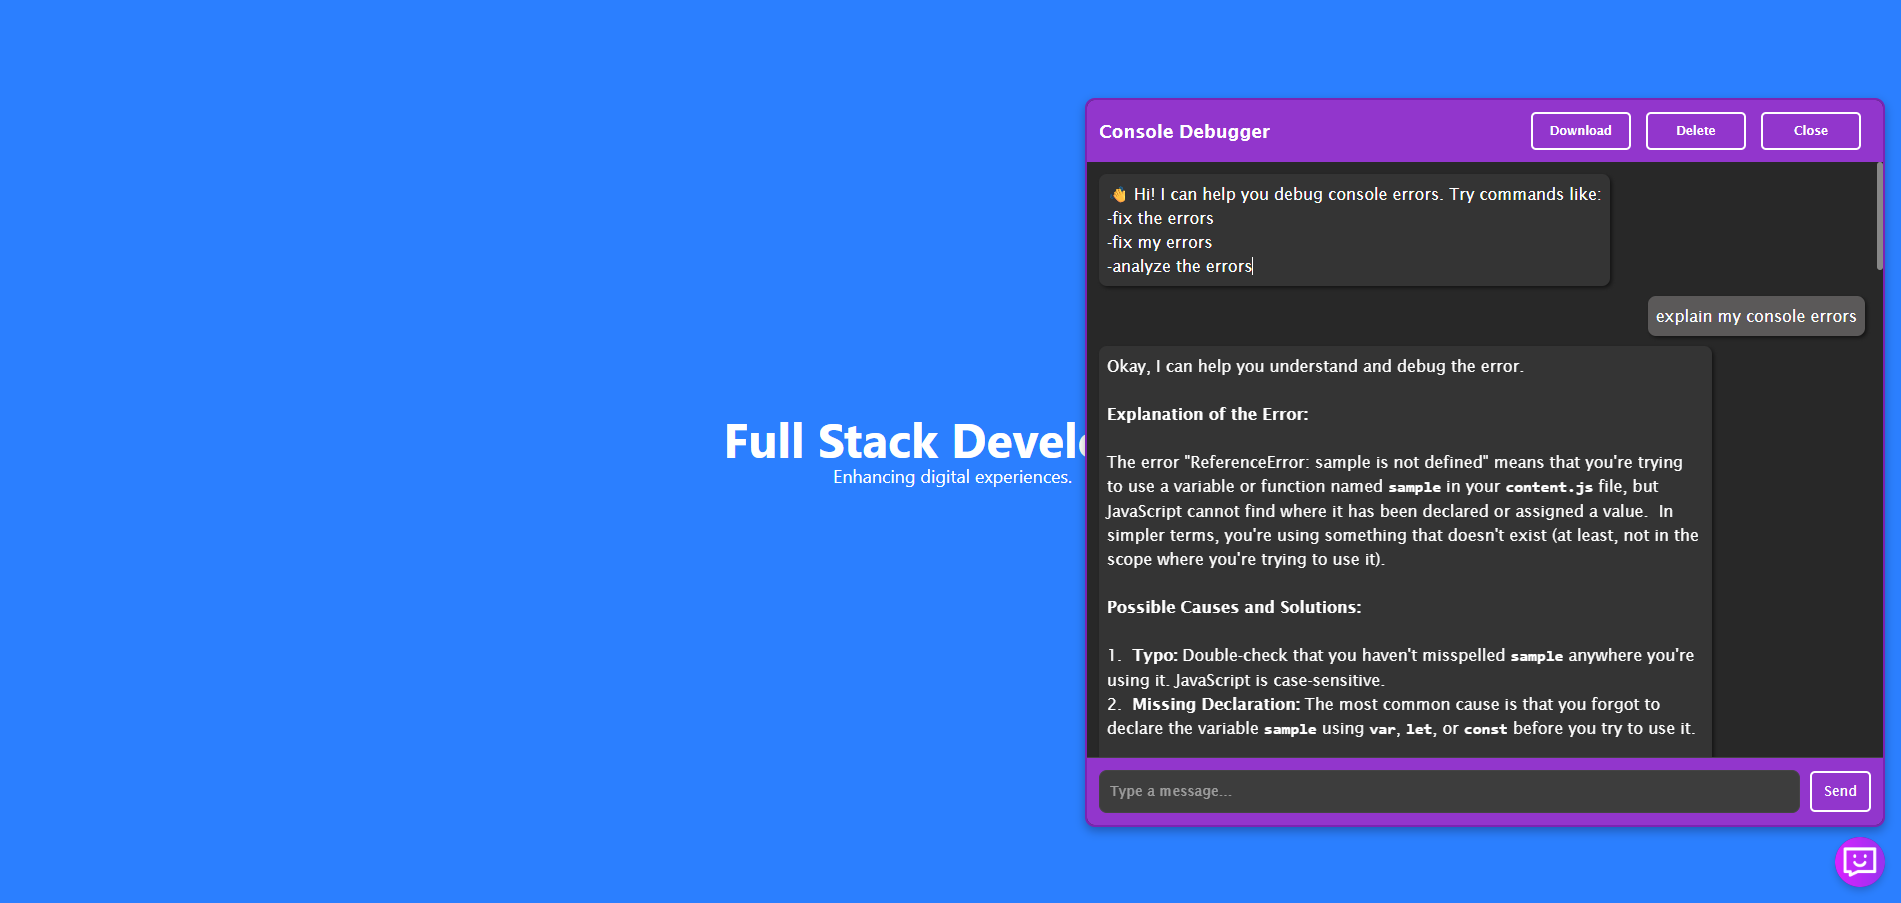 Console Debugger
Download
Delete
Close
👋 Hi! I can help you debug console errors. Try commands like:
-fix the errors
-fix my errors
-analyze the errors
explain my console errors
Okay, I can help you understand and debug the error.
Explanation of the Error:
The error "ReferenceError: sample is not defined" means that you're trying
to use a variable or function named sample in your content.js file, but
JavaScript cannot find where it has been declared or assigned a value.  In
simpler terms, you're using something that doesn't exist (at least, not in the
scope where you're trying to use it).
Possible Causes and Solutions:
1.  Typo: Double-check that you haven't misspelled sample anywhere you're
using it. JavaScript is case-sensitive.
2.  Missing Declaration: The most common cause is that you forgot to
declare the variable sample using var, let, or const before you try to use it.
Type a message...
Send
Full Stack Develo
Enhancing digital experiences.